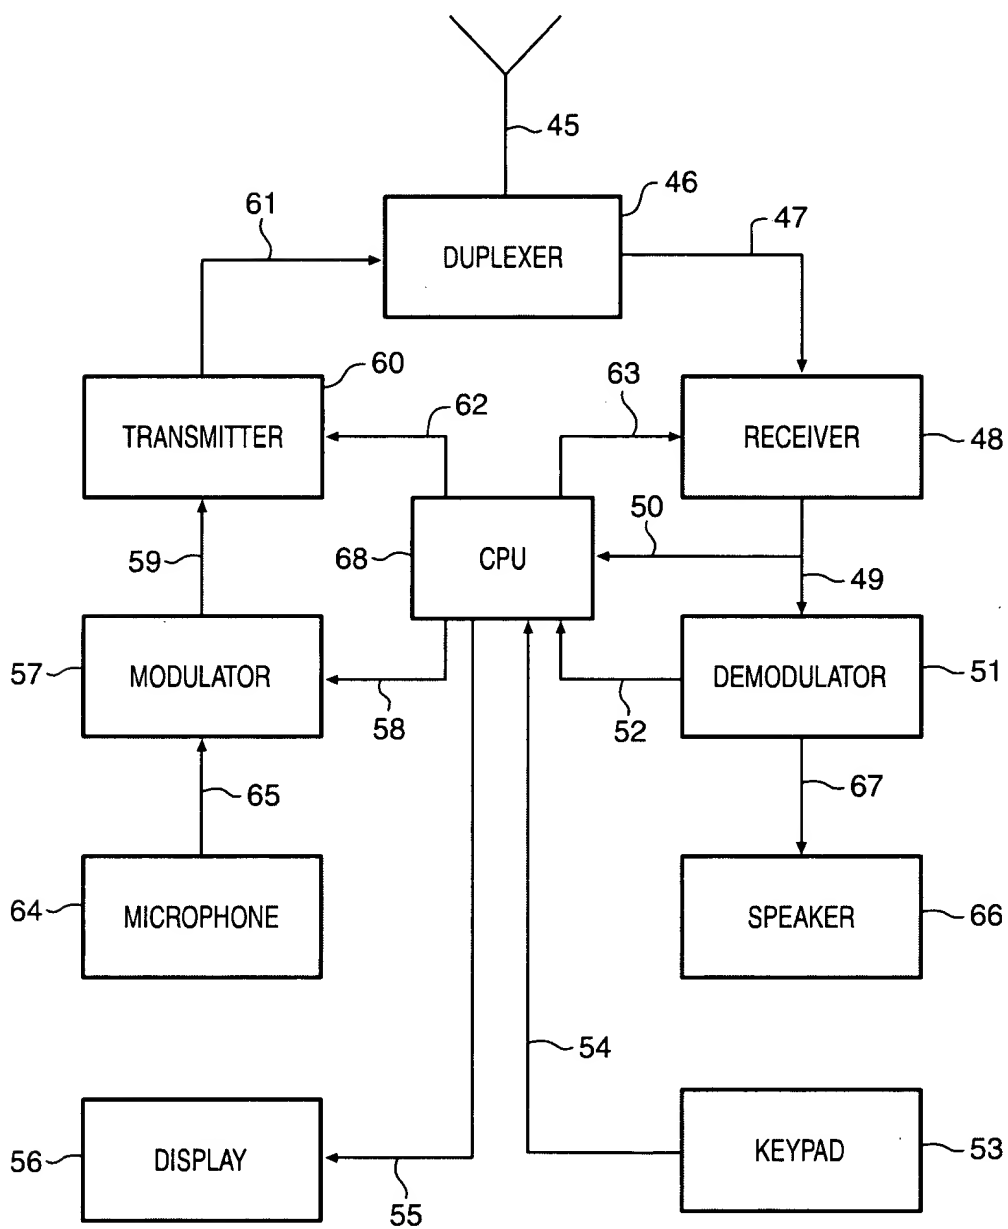 45
46
61
47
DUPLEXER
60
62
63
TRANSMITTER
RECEIVER
48
50
59
68
CPU
49
57
MODULATOR
58
52
DEMODULATOR
51
65
67
64
MICROPHONE
SPEAKER
66
54
56
DISPLAY
55
KEYPAD
53